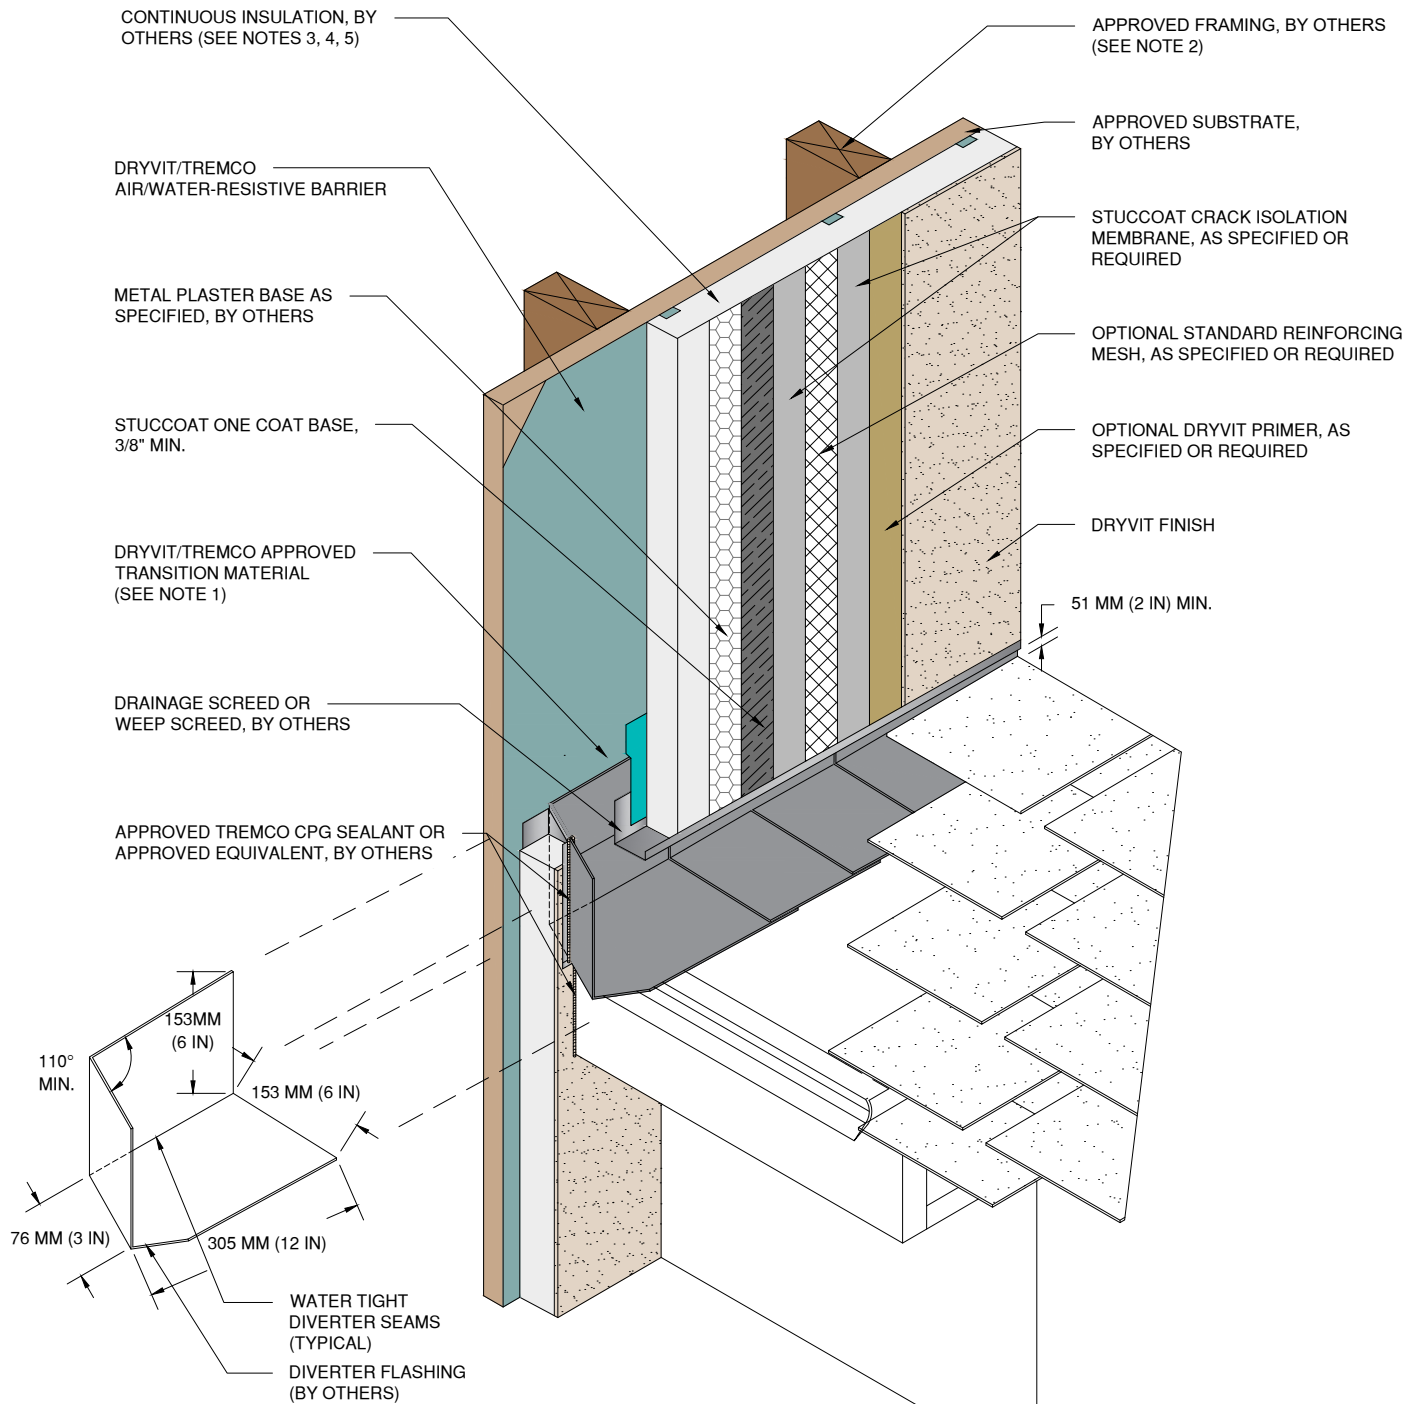 CONTINUOUS INSULATION, BY
OTHERS (SEE NOTES 3, 4, 5)
DRYVIT/TREMCO
AIR/WATER-RESISTIVE BARRIER
METAL PLASTER BASE AS
SPECIFIED, BY OTHERS
STUCCOAT ONE COAT BASE,
3/8" MIN.
DRYVIT/TREMCO APPROVED
TRANSITION MATERIAL
(SEE NOTE 1)
DRAINAGE SCREED OR
WEEP SCREED, BY OTHERS
APPROVED TREMCO CPG SEALANT OR
APPROVED EQUIVALENT, BY OTHERS
APPROVED FRAMING, BY OTHERS
(SEE NOTE 2)
APPROVED SUBSTRATE,
BY OTHERS
STUCCOAT CRACK ISOLATION
MEMBRANE, AS SPECIFIED OR
REQUIRED
OPTIONAL STANDARD REINFORCING
MESH, AS SPECIFIED OR REQUIRED
OPTIONAL DRYVIT PRIMER, AS
SPECIFIED OR REQUIRED
DRYVIT FINISH
51 MM (2 IN) MIN.
153MM
(6 IN)
110°
MIN.
153 MM (6 IN)
76 MM (3 IN)
305 MM (12 IN)
WATER TIGHT
DIVERTER SEAMS
(TYPICAL)
DIVERTER FLASHING
(BY OTHERS)